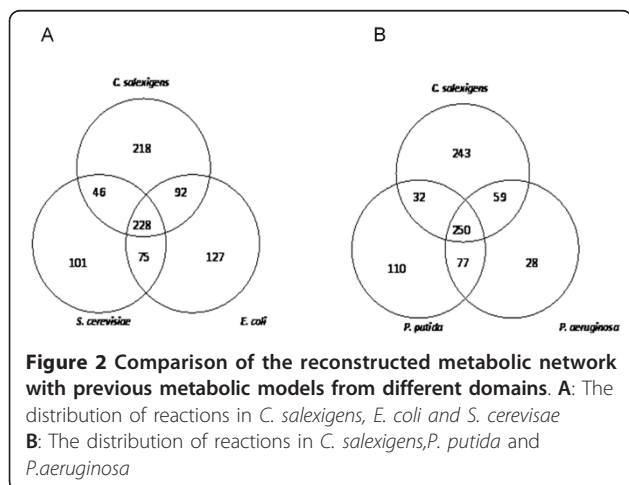 A
B
C. salexigens
C. salexigens
218
243
46
92
32
59
228
250
101
75
127
110
77
28
S. cerevisiae
E. coli
P. putida
P. aeruginosa
Figure 2 Comparison of the reconstructed metabolic network
with previous metabolic models from different domains. A: The
distribution of reactions in C. salexigens, E. coli and S. cerevisae
B: The distribution of reactions in C. salexigens,P. putida and
P.aeruginosa